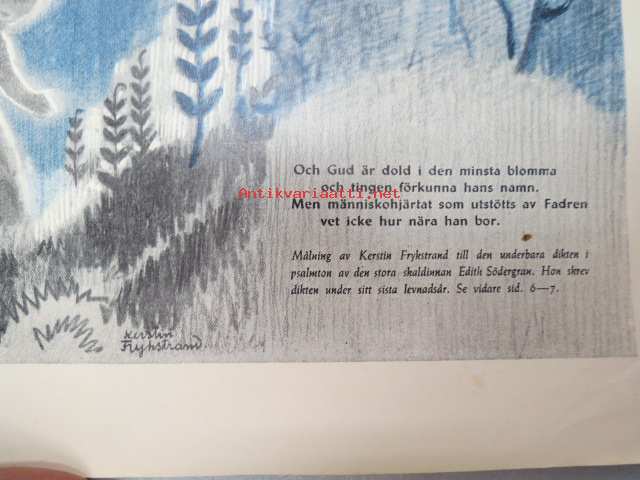 Och Gud är dold i den minsta blomma
och tingen förkunna hans namn.
Men människohjärtat som utstötts av Fadren
vet icke hur nära han bor.
Målning av Kerstin Frykstrand till den underbara dikten i
psalmton av den stora skaldinnan Edith Södergran. Hon skrev
dikten under sitt sista levnadsår. Se vidare sid. 6—7.
Kerstin
Frykstrand.
Antikvariaatti.net